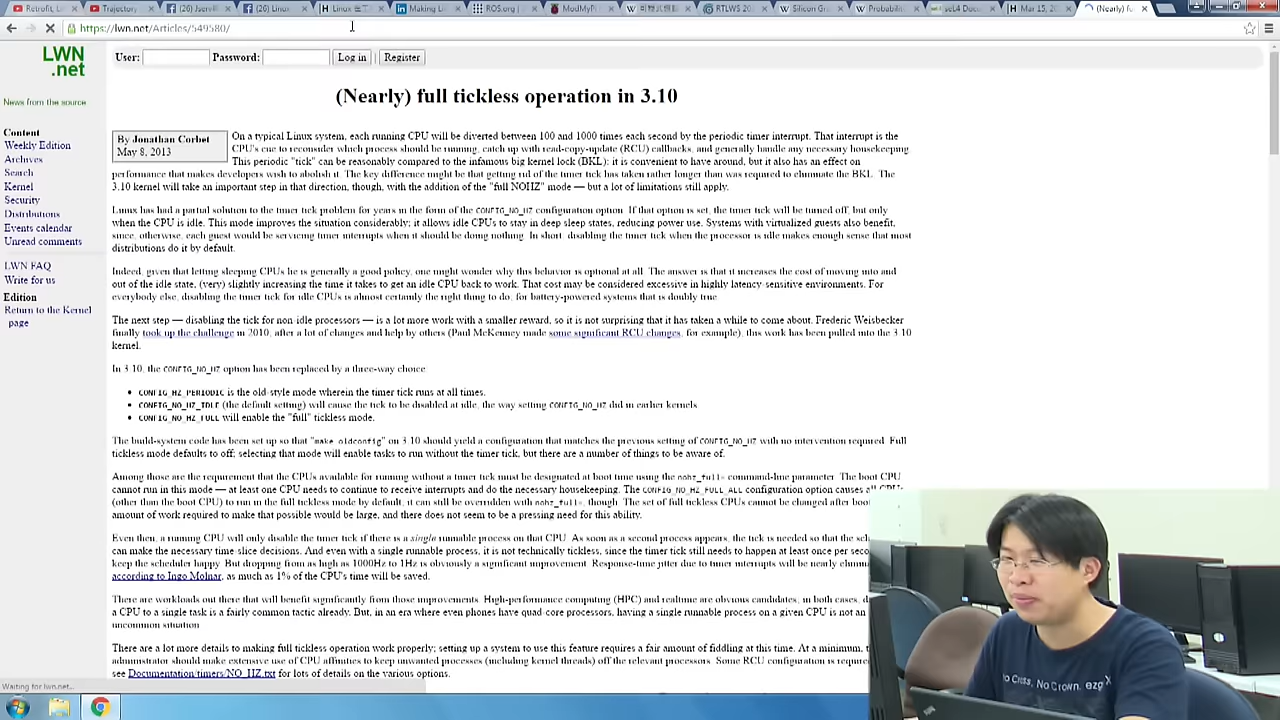 Retrofit, L
Trajectory
(26) Jserv
(26) Linux
Linux
Making Li
ROS.org |
ModMyPi
RTLWS 20
Silicon Gra
Probabilit
seL4 Docu
Mar 15, 20
(Nearly) fu
https://lwn.net/Articles/549580/
LWN
.net
News from the source
Content
Weekly Edition
Archives
Search
Kernel
Security
Distributions
Events calendar
Unread comments
LWN FAQ
Write for us
Edition
Return to the Kernel
page
User: Password: Log in | Register
(Nearly) full tickless operation in 3.10
By Jonathan Corbet
May 8, 2013
On a typical Linux system, each running CPU will be diverted between 100 and 1000 times each second by the periodic timer interrupt. That interrupt is the
CPU's cue to reconsider which process should be running, catch up with read-copy-update (RCU) callbacks, and generally handle any necessary housekeeping.
This periodic "tick" can be reasonably compared to the infamous big kernel lock (BKL): it is convenient to have around, but it also has an effect on
performance that makes developers wish to abolish it. The key difference might be that getting rid of the timer tick has taken rather longer than was required to eliminate the BKL. The
3.10 kernel will take an important step in that direction, though, with the addition of the "full NOHZ" mode — but a lot of limitations still apply.
Linux has had a partial solution to the timer tick problem for years in the form of the CONFIG_NO_HZ configuration option. If that option is set, the timer tick will be turned off, but only
when the CPU is idle. This mode improves the situation considerably; it allows idle CPUs to stay in deep sleep states, reducing power use. Systems with virtualized guests also benefit,
since, otherwise, each guest would be servicing timer interrupts when it should be doing nothing. In short, disabling the timer tick when the processor is idle makes enough sense that most
distributions do it by default.
Indeed, given that letting sleeping CPUs lie is generally a good policy, one might wonder why this behavior is optional at all. The answer is that it increases the cost of moving into and
out of the idle state, (very) slightly increasing the time it takes to get an idle CPU back to work. That cost may be considered excessive in highly latency-sensitive environments. For
everybody else, disabling the timer tick for idle CPUs is almost certainly the right thing to do; for battery-powered systems that is doubly true.
The next step — disabling the tick for non-idle processors — is a lot more work with a smaller reward, so it is not surprising that it has taken a while to come about. Frederic Weisbecker
finally took up the challenge in 2010; after a lot of changes and help by others (Paul McKenney made some significant RCU changes, for example), this work has been pulled into the 3.10
kernel.
In 3.10, the CONFIG_NO_HZ option has been replaced by a three-way choice:
• CONFIG_HZ_PERIODIC is the old-style mode wherein the timer tick runs at all times.
• CONFIG_NO_HZ_IDLE (the default setting) will cause the tick to be disabled at idle, the way setting CONFIG_NO_HZ did in earlier kernels.
• CONFIG_NO_HZ_FULL will enable the "full" tickless mode.
The build-system code has been set up so that "make oldconfig" on 3.10 should yield a configuration that matches the previous setting of CONFIG_NO_HZ with no intervention required. Full
tickless mode defaults to off; selecting that mode will enable tasks to run without the timer tick, but there are a number of things to be aware of.
Among those are the requirement that the CPUs available for running without a timer tick must be designated at boot time using the nohz_full= command-line parameter. The boot CPU
cannot run in this mode — at least one CPU needs to continue to receive interrupts and do the necessary housekeeping. The CONFIG_NO_HZ_FULL_ALL configuration option causes all CPUs
(other than the boot CPU) to run in the full tickless mode by default; it can still be overridden with nohz_full=, though. The set of full tickless CPUs cannot be changed after boot
amount of work required to make that possible would be large, and there does not seem to be a pressing need for this ability.
Even then, a running CPU will only disable the timer tick if there is a single runnable process on that CPU. As soon as a second process appears, the tick is needed so that the sch
can make the necessary time-slice decisions. And even with a single runnable process, it is not technically tickless, since the timer tick still needs to happen at least once per seco
keep the scheduler happy. But dropping from as high as 1000Hz to 1Hz is obviously a significant improvement. Response-time jitter due to timer interrupts will be nearly elimina
according to Ingo Molnar, as much as 1% of the CPU's time will be saved.
There are workloads out there that will benefit significantly from those improvements. High-performance computing (HPC) and realtime are obvious candidates; in both cases, d
a CPU to a single task is a fairly common tactic already. But, in an era where even phones have quad-core processors, having a single runnable process on a given CPU is not an
uncommon situation.
There are a lot more details to making full tickless operation work properly; setting up a system to use this feature requires a fair amount of fiddling at this time. At a minimum, t
administrator should make extensive use of CPU affinities to keep unwanted processes (including kernel threads) off the relevant processors. Some RCU configuration is require
see Documentation/timers/NO_HZ.txt for lots of details on the various options.
Waiting for lwn.net...
No Cross, No Crown.